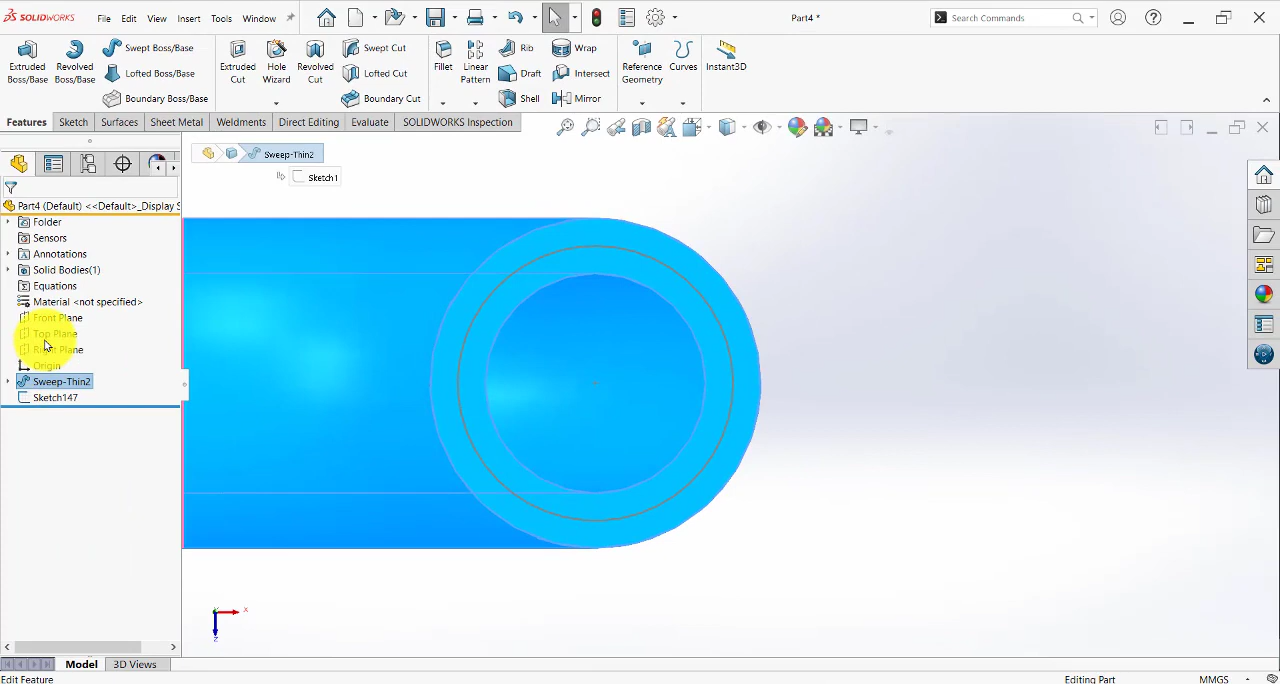 SOLIDWORKS File Edit View Insert Tools Window Part4 * Search Commands
Extruded Boss/Base
Revolved Boss/Base
Swept Boss/Base
Lofted Boss/Base
Boundary Boss/Base
Extruded Cut
Hole Wizard
Revolved Cut
Swept Cut
Lofted Cut
Boundary Cut
Fillet
Linear Pattern
Rib
Draft
Shell
Wrap
Intersect
Mirror
Reference Geometry
Curves
Instant3D
Features Sketch Surfaces Sheet Metal Weldments Direct Editing Evaluate SOLIDWORKS Inspection
Sweep-Thin2
Sketch1
Part4 (Default) <<Default>_Display S
Folder
Sensors
Annotations
Solid Bodies(1)
Equations
Material <not specified>
Front Plane
Top Plane
Right Plane
Origin
Sweep-Thin2
Sketch147
X
Z
Model 3D Views
Edit Feature Editing Part MMGS